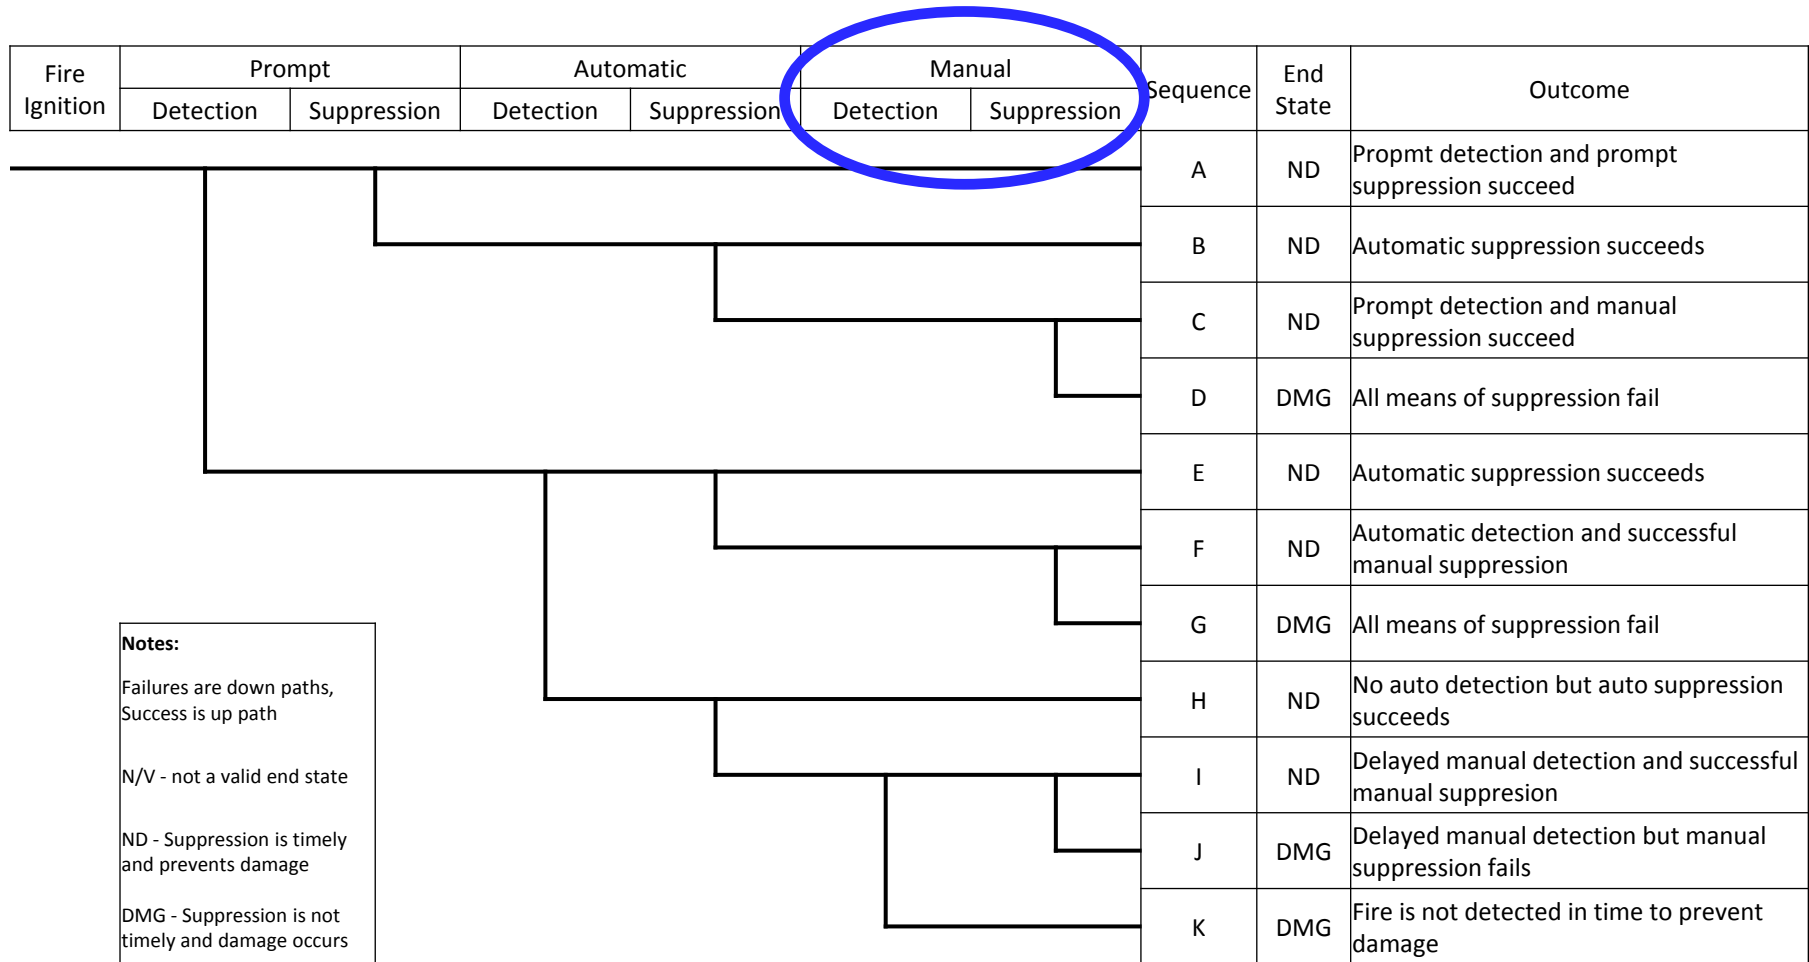 Fire
Ignition
Prompt
Automatic
Manual
Sequence
End
State
Outcome
Detection
Suppression
Detection
Suppression
Detection
Suppression
A
ND
Propmt detection and prompt
suppression succeed
B
ND
Automatic suppression succeeds
C
ND
Prompt detection and manual
suppression succeed
D
DMG
All means of suppression fail
E
ND
Automatic suppression succeeds
F
ND
Automatic detection and successful
manual suppression
G
DMG
All means of suppression fail
H
ND
No auto detection but auto suppression
succeeds
I
ND
Delayed manual detection and successful
manual suppresion
J
DMG
Delayed manual detection but manual
suppression fails
K
DMG
Fire is not detected in time to prevent
damage
Notes:
Failures are down paths,
Success is up path
N/V - not a valid end state
ND - Suppression is timely
and prevents damage
DMG - Suppression is not
timely and damage occurs